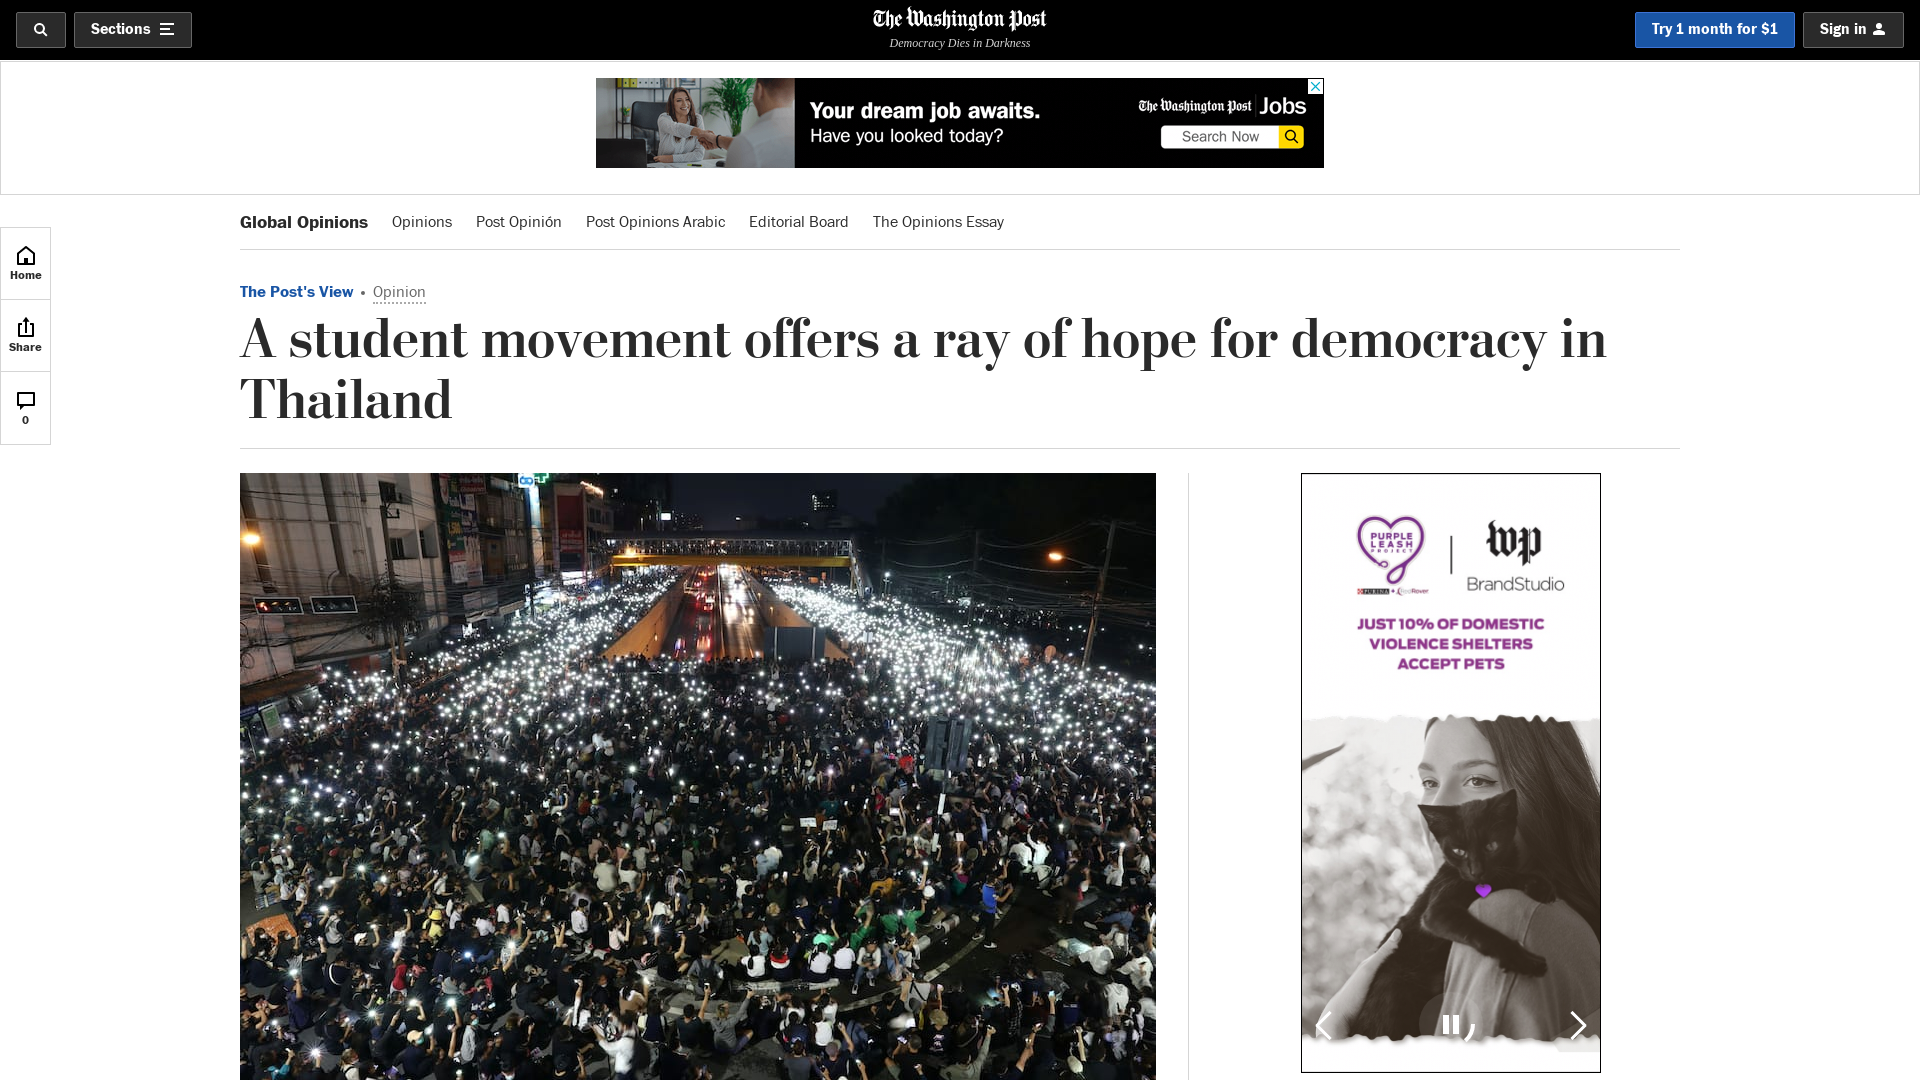 Sections
The Washington Post
Democracy Dies in Darkness
Try 1 month for $1
Sign in
Your dream job awaits.
Have you looked today?
The Washington Post Jobs
Search Now
Global Opinions
Opinions
Post Opinión
Post Opinions Arabic
Editorial Board
The Opinions Essay
Home
Share
0
The Post's View • Opinion
A student movement offers a ray of hope for democracy in
Thailand
PURPLE
LEASH
PROJECT
PURINA + RedRover
wp
BrandStudio
JUST 10% OF DOMESTIC
VIOLENCE SHELTERS
ACCEPT PETS